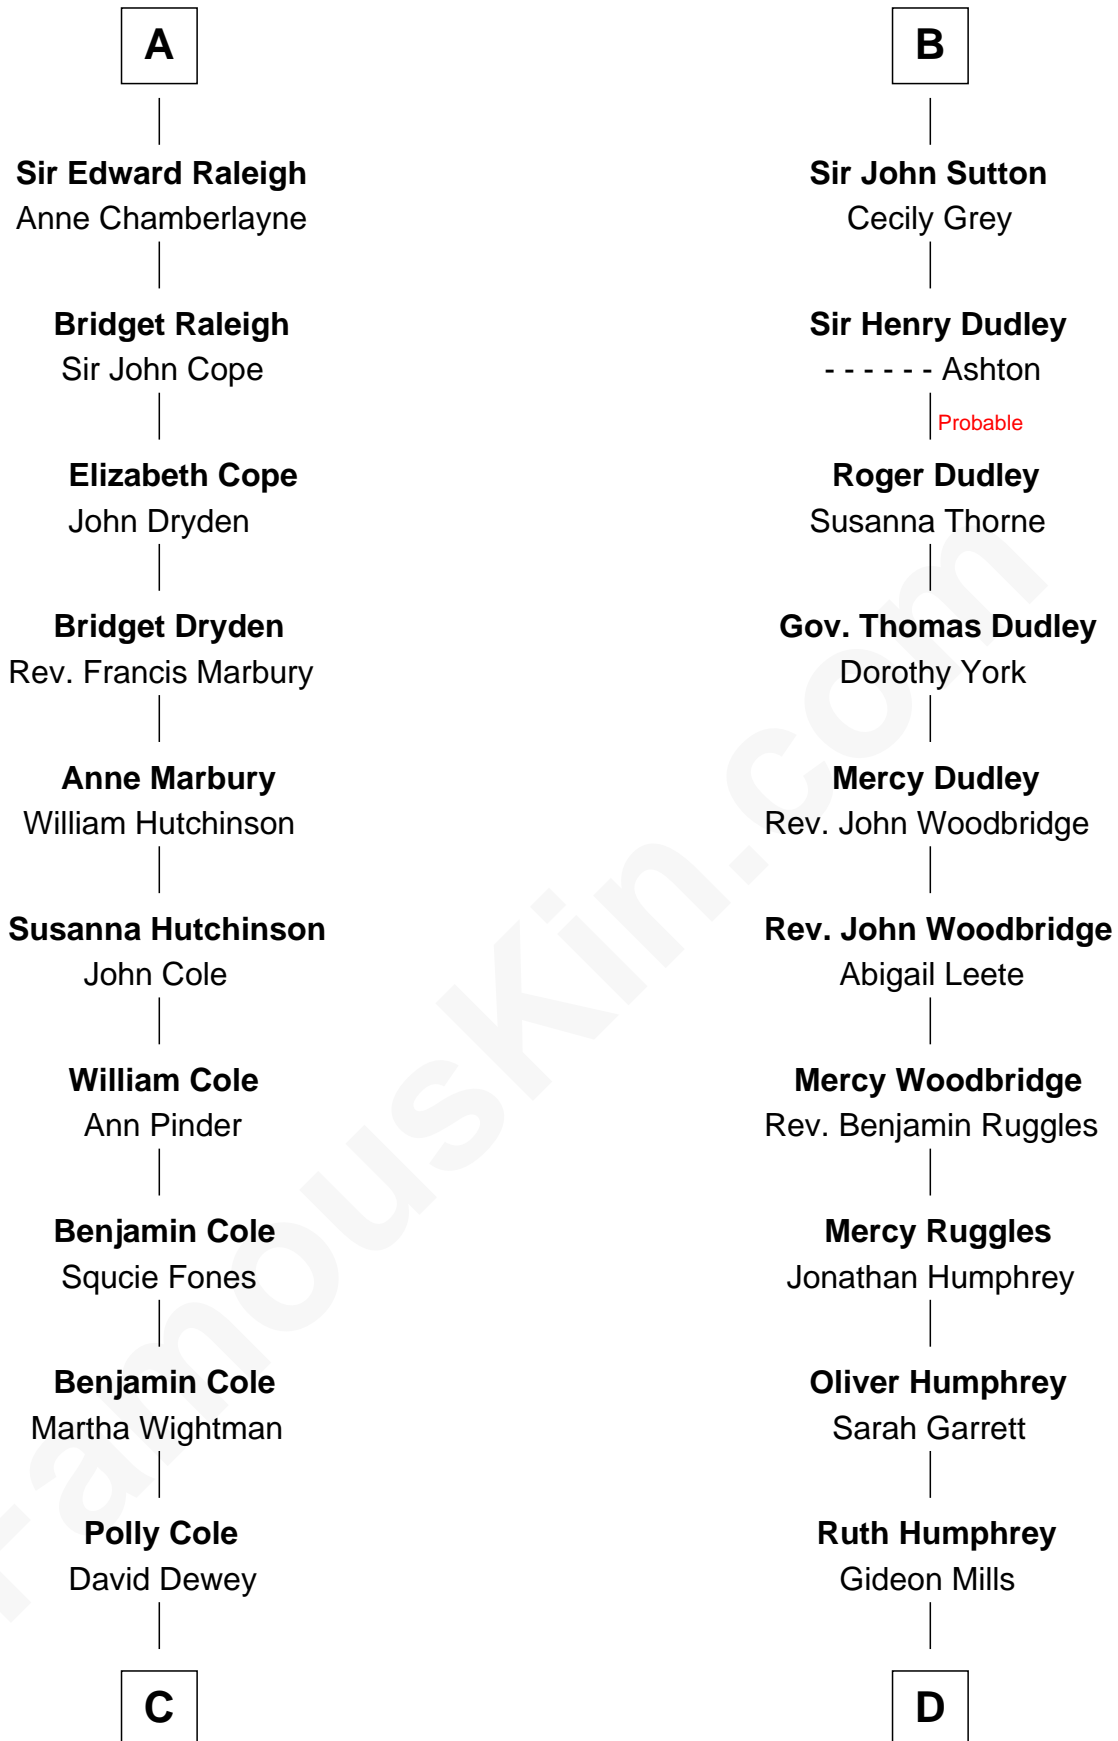 A
Sir Edward Raleigh
Anne Chamberlayne
Bridget Raleigh
Sir John Cope
Elizabeth Cope
John Dryden
Bridget Dryden
Rev. Francis Marbury
Anne Marbury
William Hutchinson
Susanna Hutchinson
John Cole
William Cole
Ann Pinder
Benjamin Cole
Squcie Fones
Benjamin Cole
Martha Wightman
Polly Cole
David Dewey
C
B
Sir John Sutton
Cecily Grey
Sir Henry Dudley
- - - - - - Ashton
Probable
Roger Dudley
Susanna Thorne
Gov. Thomas Dudley
Dorothy York
Mercy Dudley
Rev. John Woodbridge
Rev. John Woodbridge
Abigail Leete
Mercy Woodbridge
Rev. Benjamin Ruggles
Mercy Ruggles
Jonathan Humphrey
Oliver Humphrey
Sarah Garrett
Ruth Humphrey
Gideon Mills
D
FamousKin.com